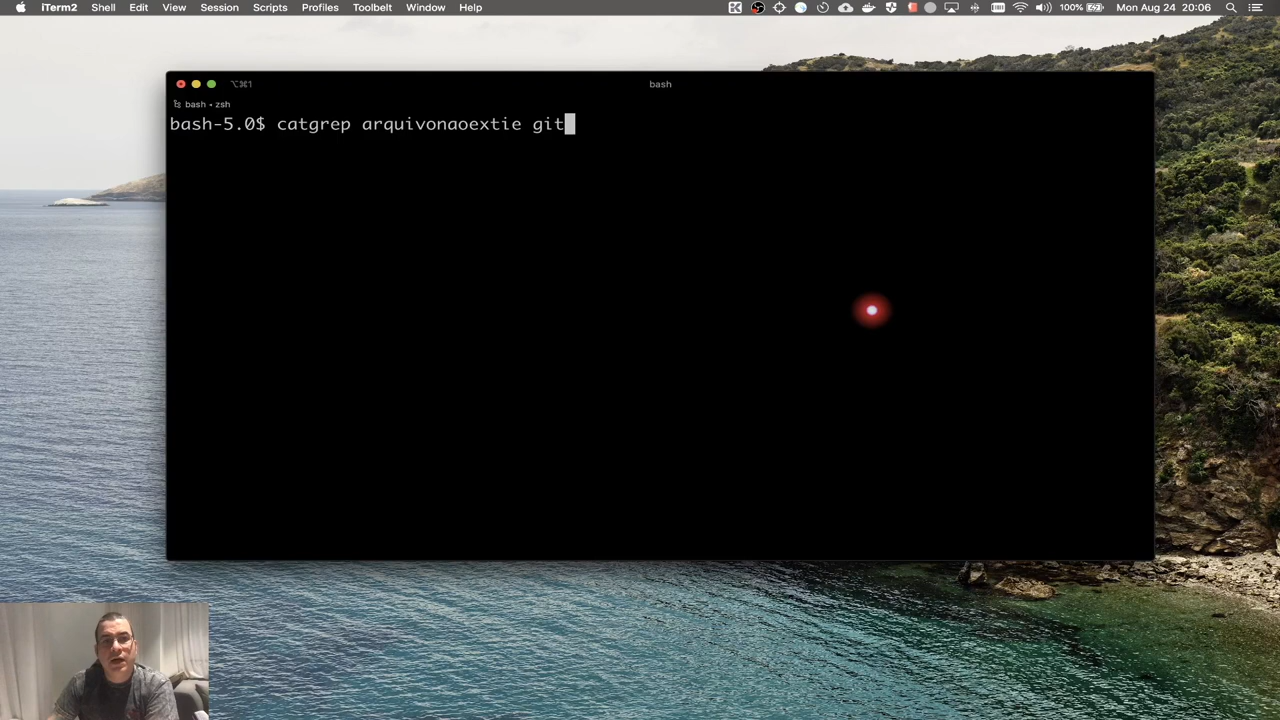 iTerm2 Shell Edit View Session Scripts Profiles Toolbelt Window Help 100% Mon Aug 24 20:06
⌥⌘1 bash
bash • zsh
bash-5.0$ catgrep arquivonaoextie git